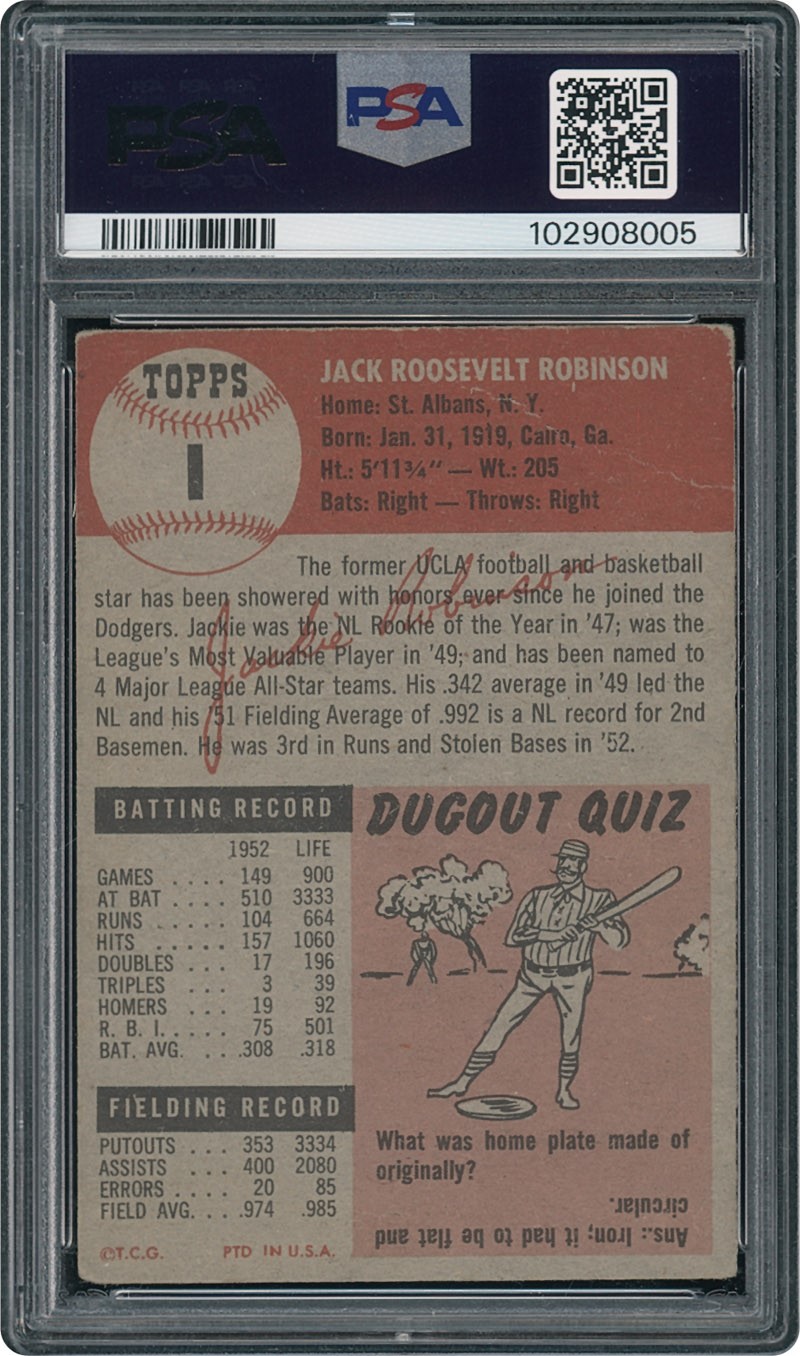 PSA
PSA
102908005
TOPPS
1
JACK ROOSEVELT ROBINSON
Home: St. Albans, N. Y.
Born: Jan. 31, 1919, Cairo, Ga.
Ht.: 5'11¾" — Wt.: 205
Bats: Right — Throws: Right
The former UCLA football and basketball
star has been showered with honors ever since he joined the
Dodgers. Jackie was the NL Rookie of the Year in '47; was the
League's Most Valuable Player in '49; and has been named to
4 Major League All-Star teams. His .342 average in '49 led the
NL and his '51 Fielding Average of .992 is a NL record for 2nd
Basemen. He was 3rd in Runs and Stolen Bases in '52.
Jackie Robinson
BATTING RECORD
1952 LIFE
GAMES .... 149 900
AT BAT .... 510 3333
RUNS ..... 104 664
HITS ..... 157 1060
DOUBLES ... 17 196
TRIPLES ... 3 39
HOMERS ... 19 92
R. B. I. .... 75 501
BAT. AVG. ... .308 .318
FIELDING RECORD
PUTOUTS ... 353 3334
ASSISTS ... 400 2080
ERRORS .... 20 85
FIELD AVG. ... .974 .985
©T.C.G. PTD IN U.S.A.
DUGOUT QUIZ
What was home plate made of
originally?
Ans.: Iron; it had to be flat and
circular.